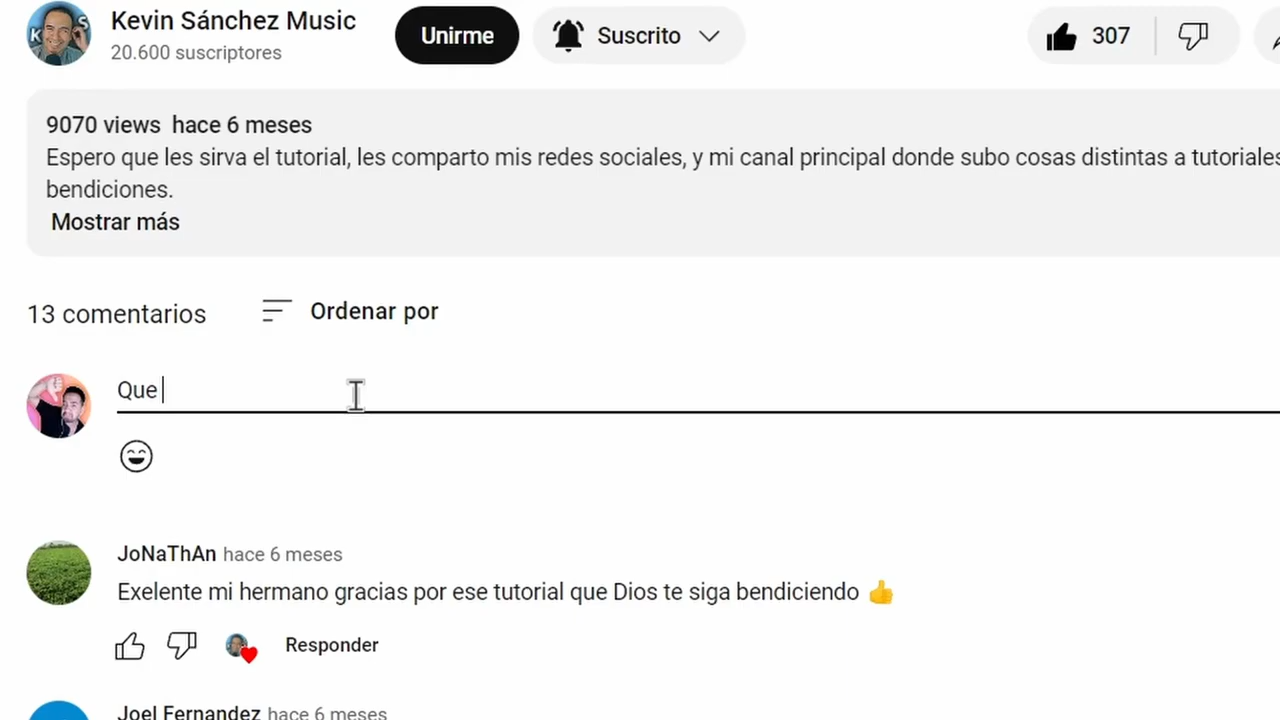 Kevin Sánchez Music
20.600 suscriptores
Unirme
Suscrito
307
9070 views hace 6 meses
Espero que les sirva el tutorial, les comparto mis redes sociales, y mi canal principal donde subo cosas distintas a tutoriales
bendiciones.
Mostrar más
13 comentarios
Ordenar por
Que
JoNaThAn hace 6 meses
Exelente mi hermano gracias por ese tutorial que Dios te siga bendiciendo 👍
Responder
Joel Fernandez hace 6 meses